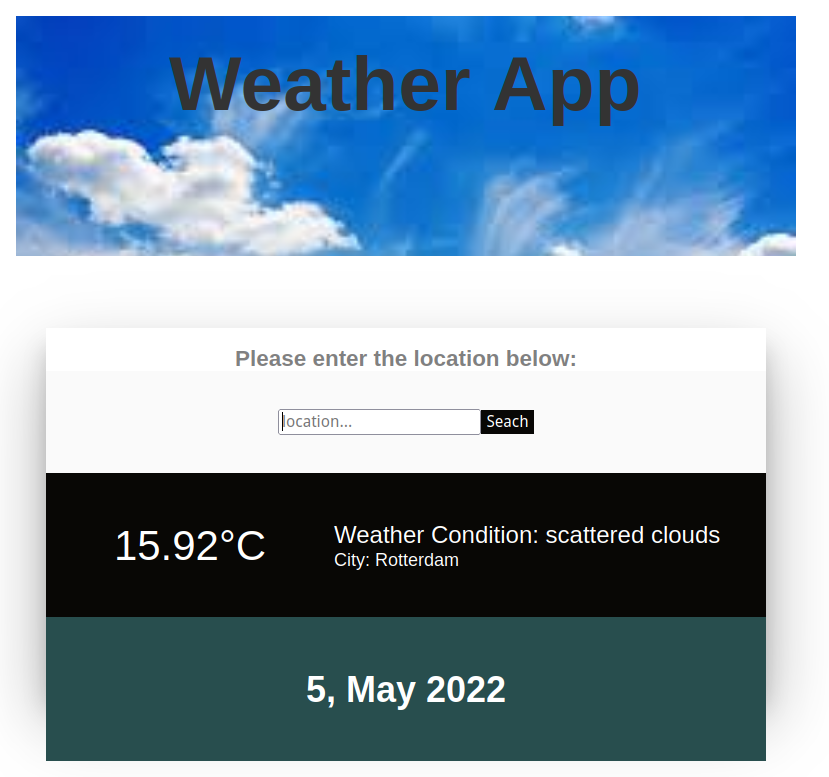 Weather App
Please enter the location below:
location...
Seach
15.92°C
Weather Condition: scattered clouds
City: Rotterdam
5, May 2022